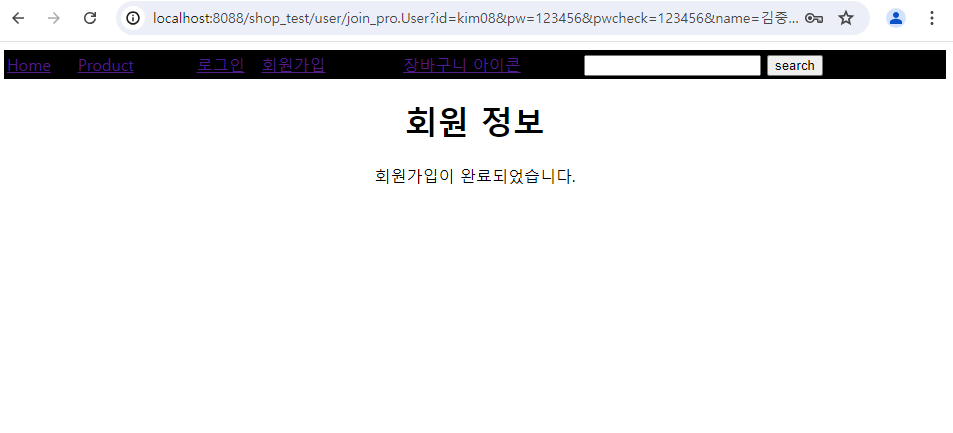 localhost:8088/shop_test/user/join_pro.User?id=kim08&pw=123456&pwcheck=123456&name=김중...
Home Product 로그인 회원가입 장바구니 아이콘 search
회원 정보
회원가입이 완료되었습니다.